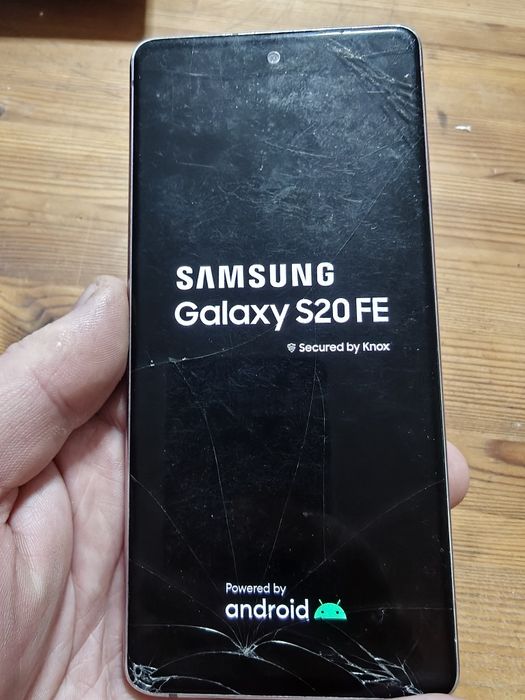 SAMSUNG
Galaxy S20 FE
Secured by Knox
Powered by
android